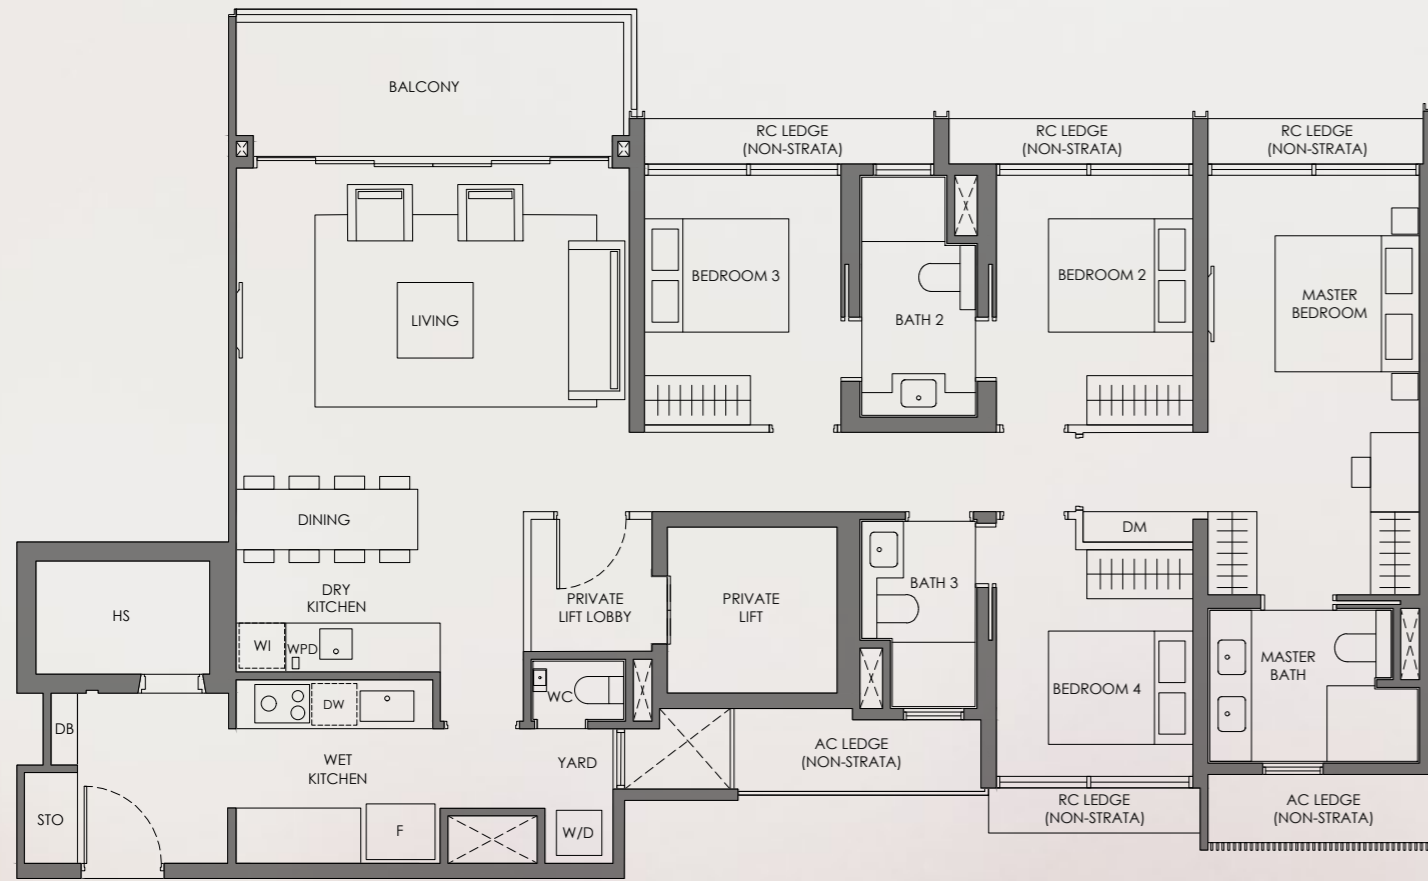 BALCONY
RC LEDGE
(NON-STRATA)
RC LEDGE
(NON-STRATA)
RC LEDGE
(NON-STRATA)
BEDROOM 3
BEDROOM 2
MASTER
BEDROOM
LIVING
BATH 2
DINING
DM
DRY
KITCHEN
PRIVATE
LIFT LOBBY
PRIVATE
LIFT
BATH 3
HS
WI
WPD
MASTER
BATH
WC
BEDROOM 4
DW
DB
WET
KITCHEN
YARD
AC LEDGE
(NON-STRATA)
STO
F
W/D
RC LEDGE
(NON-STRATA)
AC LEDGE
(NON-STRATA)